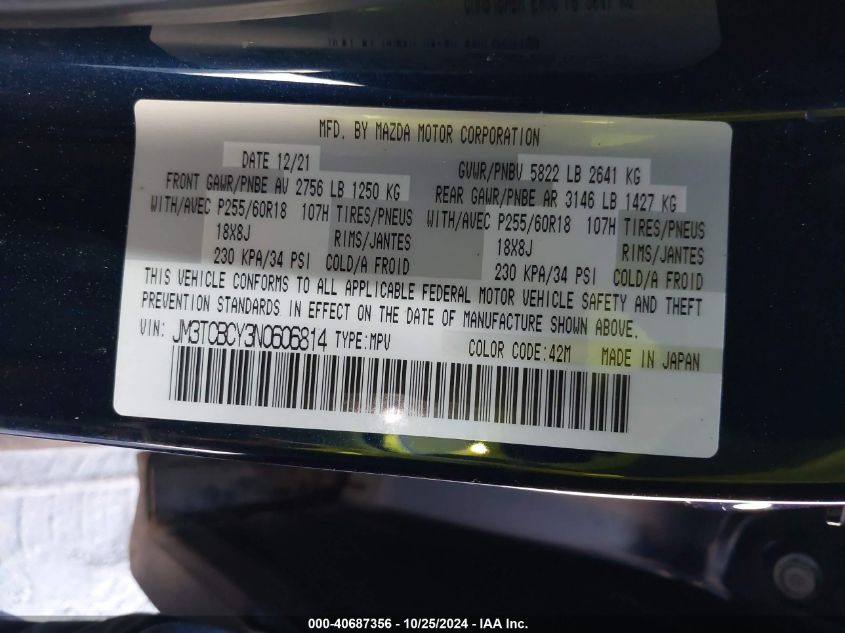 MFD. BY MAZDA MOTOR CORPORATION
DATE 12/21 GVWR/PNBV 5822 LB 2641 KG
FRONT GAWR/PNBE AV 2756 LB 1250 KG REAR GAWR/PNBE AR 3146 LB 1427 KG
WITH/AVEC P255/60R18 107H TIRES/PNEUS WITH/AVEC P255/60R18 107H TIRES/PNEUS
18X8J RIMS/JANTES 18X8J RIMS/JANTES
230 KPA/34 PSI COLD/A FROID 230 KPA/34 PSI COLD/A FROID
THIS VEHICLE CONFORMS TO ALL APPLICABLE FEDERAL MOTOR VEHICLE SAFETY AND THEFT
PREVENTION STANDARDS IN EFFECT ON THE DATE OF MANUFACTURE SHOWN ABOVE.
VIN: JM3TCBCY3N0606814 TYPE:MPV COLOR CODE:42M MADE IN JAPAN
000-40687356 - 10/25/2024 - IAA Inc.